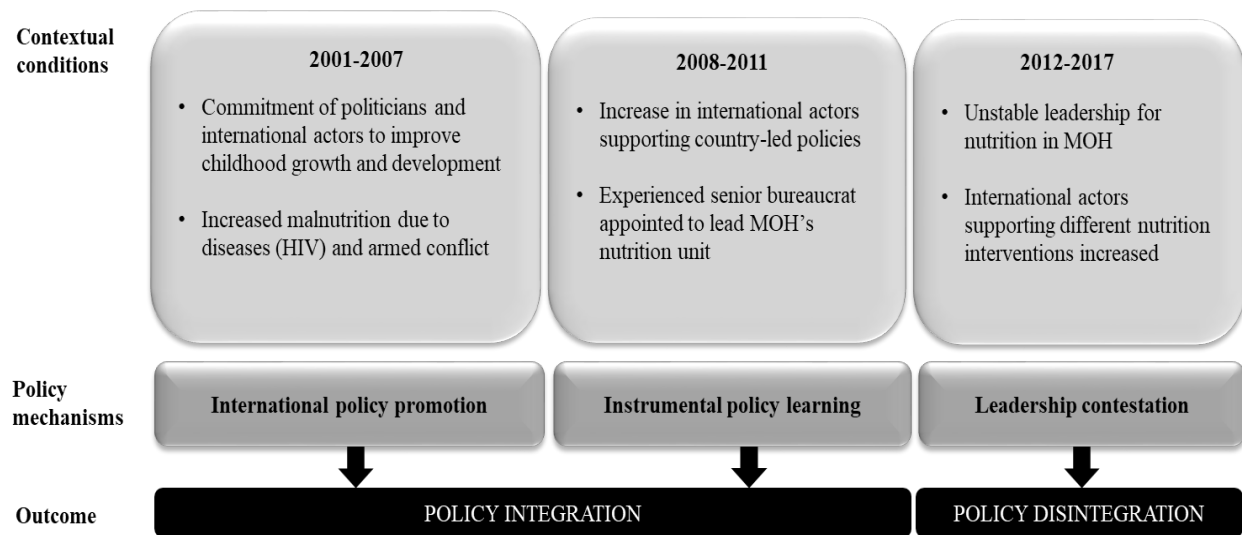 Contextual
conditions
2001-2007
• Commitment of politicians and
international actors to improve
childhood growth and development
• Increased malnutrition due to
diseases (HIV) and armed conflict
2008-2011
• Increase in international actors
supporting country-led policies
• Experienced senior bureaucrat
appointed to lead MOH’s
nutrition unit
2012-2017
• Unstable leadership for
nutrition in MOH
• International actors
supporting different nutrition
interventions increased
Policy
mechanisms
International policy promotion
Instrumental policy learning
Leadership contestation
Outcome
POLICY INTEGRATION
POLICY DISINTEGRATION